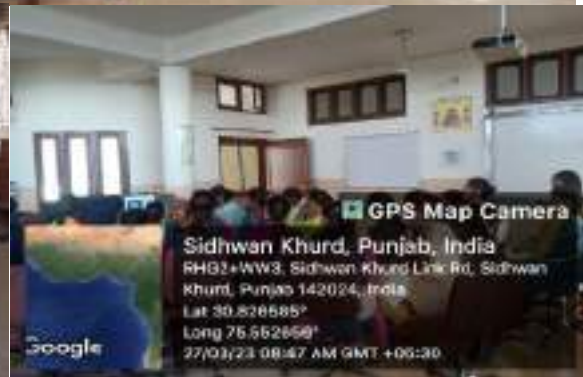 GPS Map Camera
Sidhwan Khurd, Punjab, India
RHG2+WW3, Sidhwan Khurd Link Rd, Sidhwan
Khurd, Punjab 142024, India
Lat 30.826585°
Long 75.552656°
27/03/23 08:47 AM GMT +05:30
Google